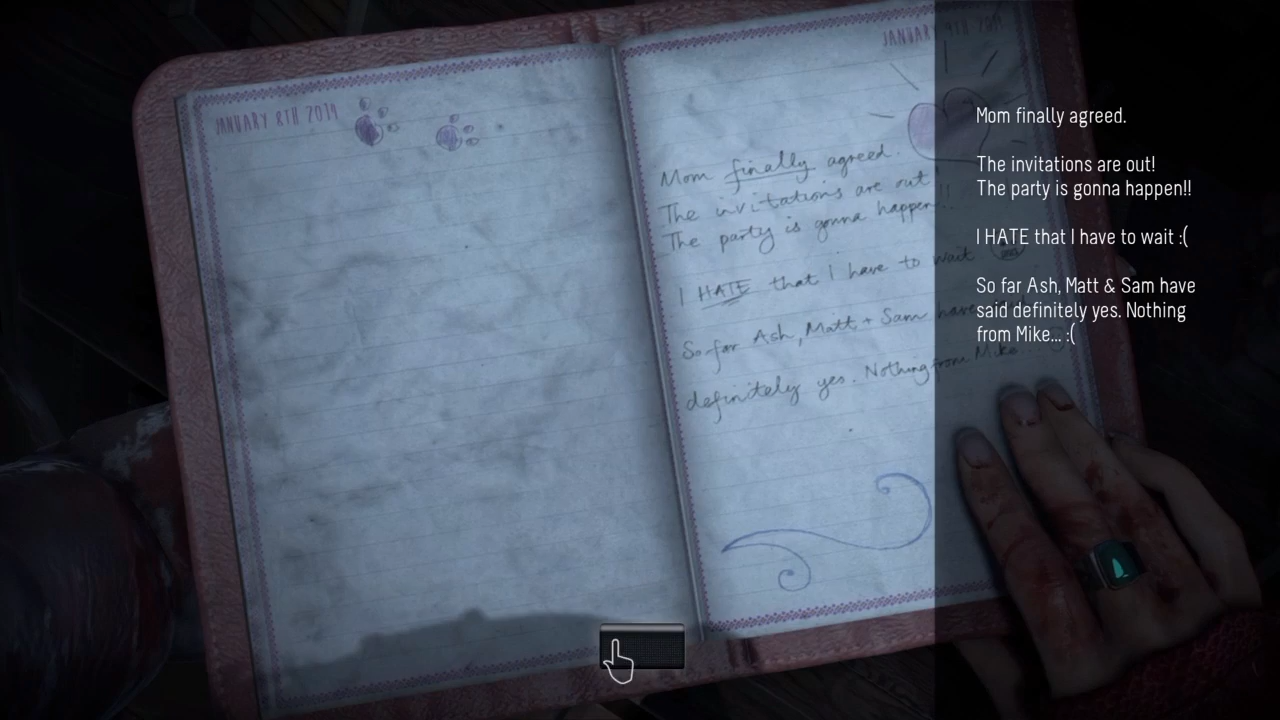 JANUARY 8TH 2014
JANUARY 9TH 2014
Mom finally agreed.
The invitations are out!
The party is gonna happen!!
I HATE that I have to wait
So far Ash, Matt + Sam have said
definitely yes. Nothing from Mike...
Mom finally agreed.
The invitations are out!
The party is gonna happen!!
I HATE that I have to wait :(
So far Ash, Matt & Sam have
said definitely yes. Nothing
from Mike... :(